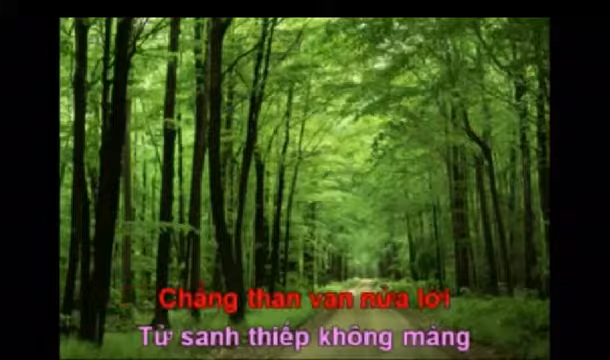 Chẳng than van nửa lời
Tử sanh thiếp không màng